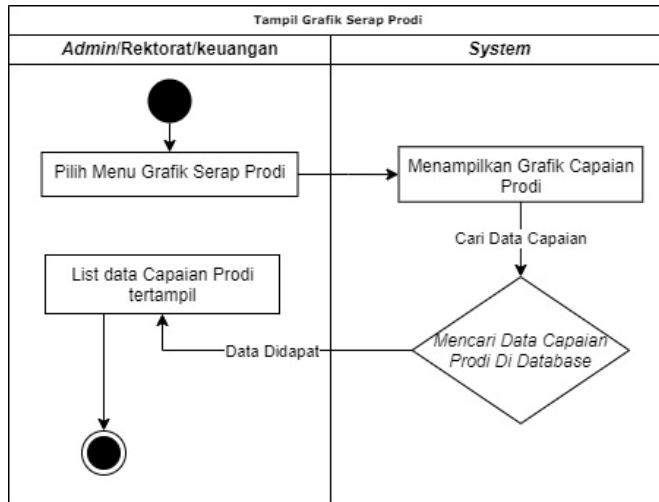 Tampil Grafik Serap Prodi
Admin/Rektorat/keuangan
System
Pilih Menu Grafik Serap Prodi
Menampilkan Grafik Capaian
Prodi
Cari Data Capaian
List data Capaian Prodi
tertampil
Mencari Data Capaian
Prodi Di Database
Data Didapat